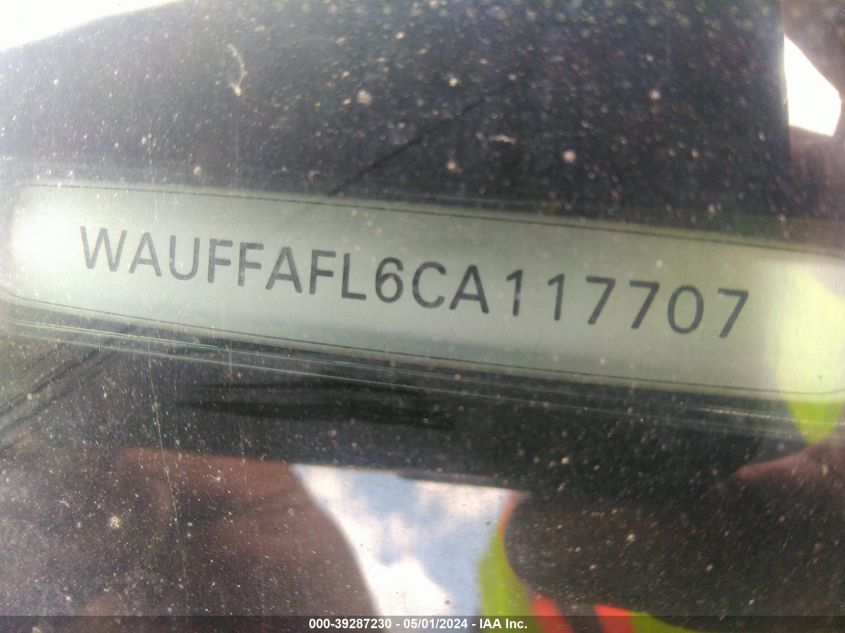 WAUFFAFL6CA117707
000-39287230 - 05/01/2024 - IAA Inc.